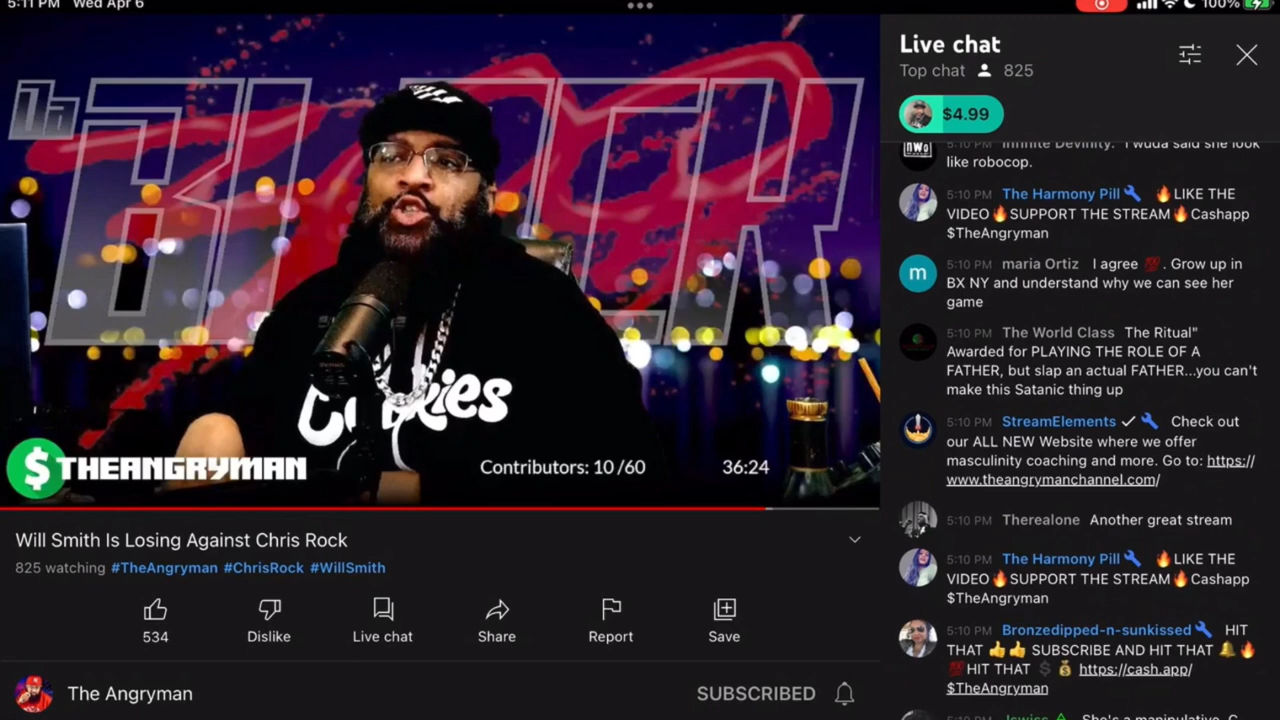 5:11 PM Wed Apr 6
100%
Da
BLOCK
Cookies
$THEANGRYMAN
Contributors: 10 /60
36:24
Will Smith Is Losing Against Chris Rock
825 watching #TheAngryman #ChrisRock #WillSmith
534
Dislike
Live chat
Share
Report
Save
The Angryman
SUBSCRIBED
Live chat
Top chat 825
$4.99
nWo
5:10 PM Infinite Devinity. I wuda said she look
like robocop.
5:10 PM The Harmony Pill 🔧 🔥LIKE THE
VIDEO🔥SUPPORT THE STREAM🔥Cashapp
$TheAngryman
m
5:10 PM maria Ortiz I agree 💯. Grow up in
BX NY and understand why we can see her
game
5:10 PM The World Class The Ritual"
Awarded for PLAYING THE ROLE OF A
FATHER, but slap an actual FATHER...you can't
make this Satanic thing up
5:10 PM StreamElements ✓ 🔧 Check out
our ALL NEW Website where we offer
masculinity coaching and more. Go to: https://
www.theangrymanchannel.com/
5:10 PM Therealone Another great stream
5:10 PM The Harmony Pill 🔧 🔥LIKE THE
VIDEO🔥SUPPORT THE STREAM🔥Cashapp
$TheAngryman
5:10 PM Bronzedipped-n-sunkissed 🔧 HIT
THAT 👍👍 SUBSCRIBE AND HIT THAT 🔔🔥
💯HIT THAT 💲 💰 https://cash.app/
$TheAngryman
She's a manipulative